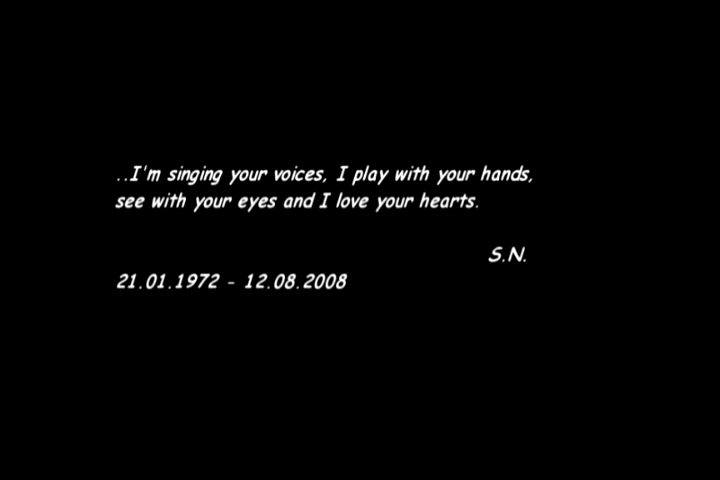 ..I'm singing your voices, I play with your hands,
see with your eyes and I love your hearts.
S.N.
21.01.1972 - 12.08.2008